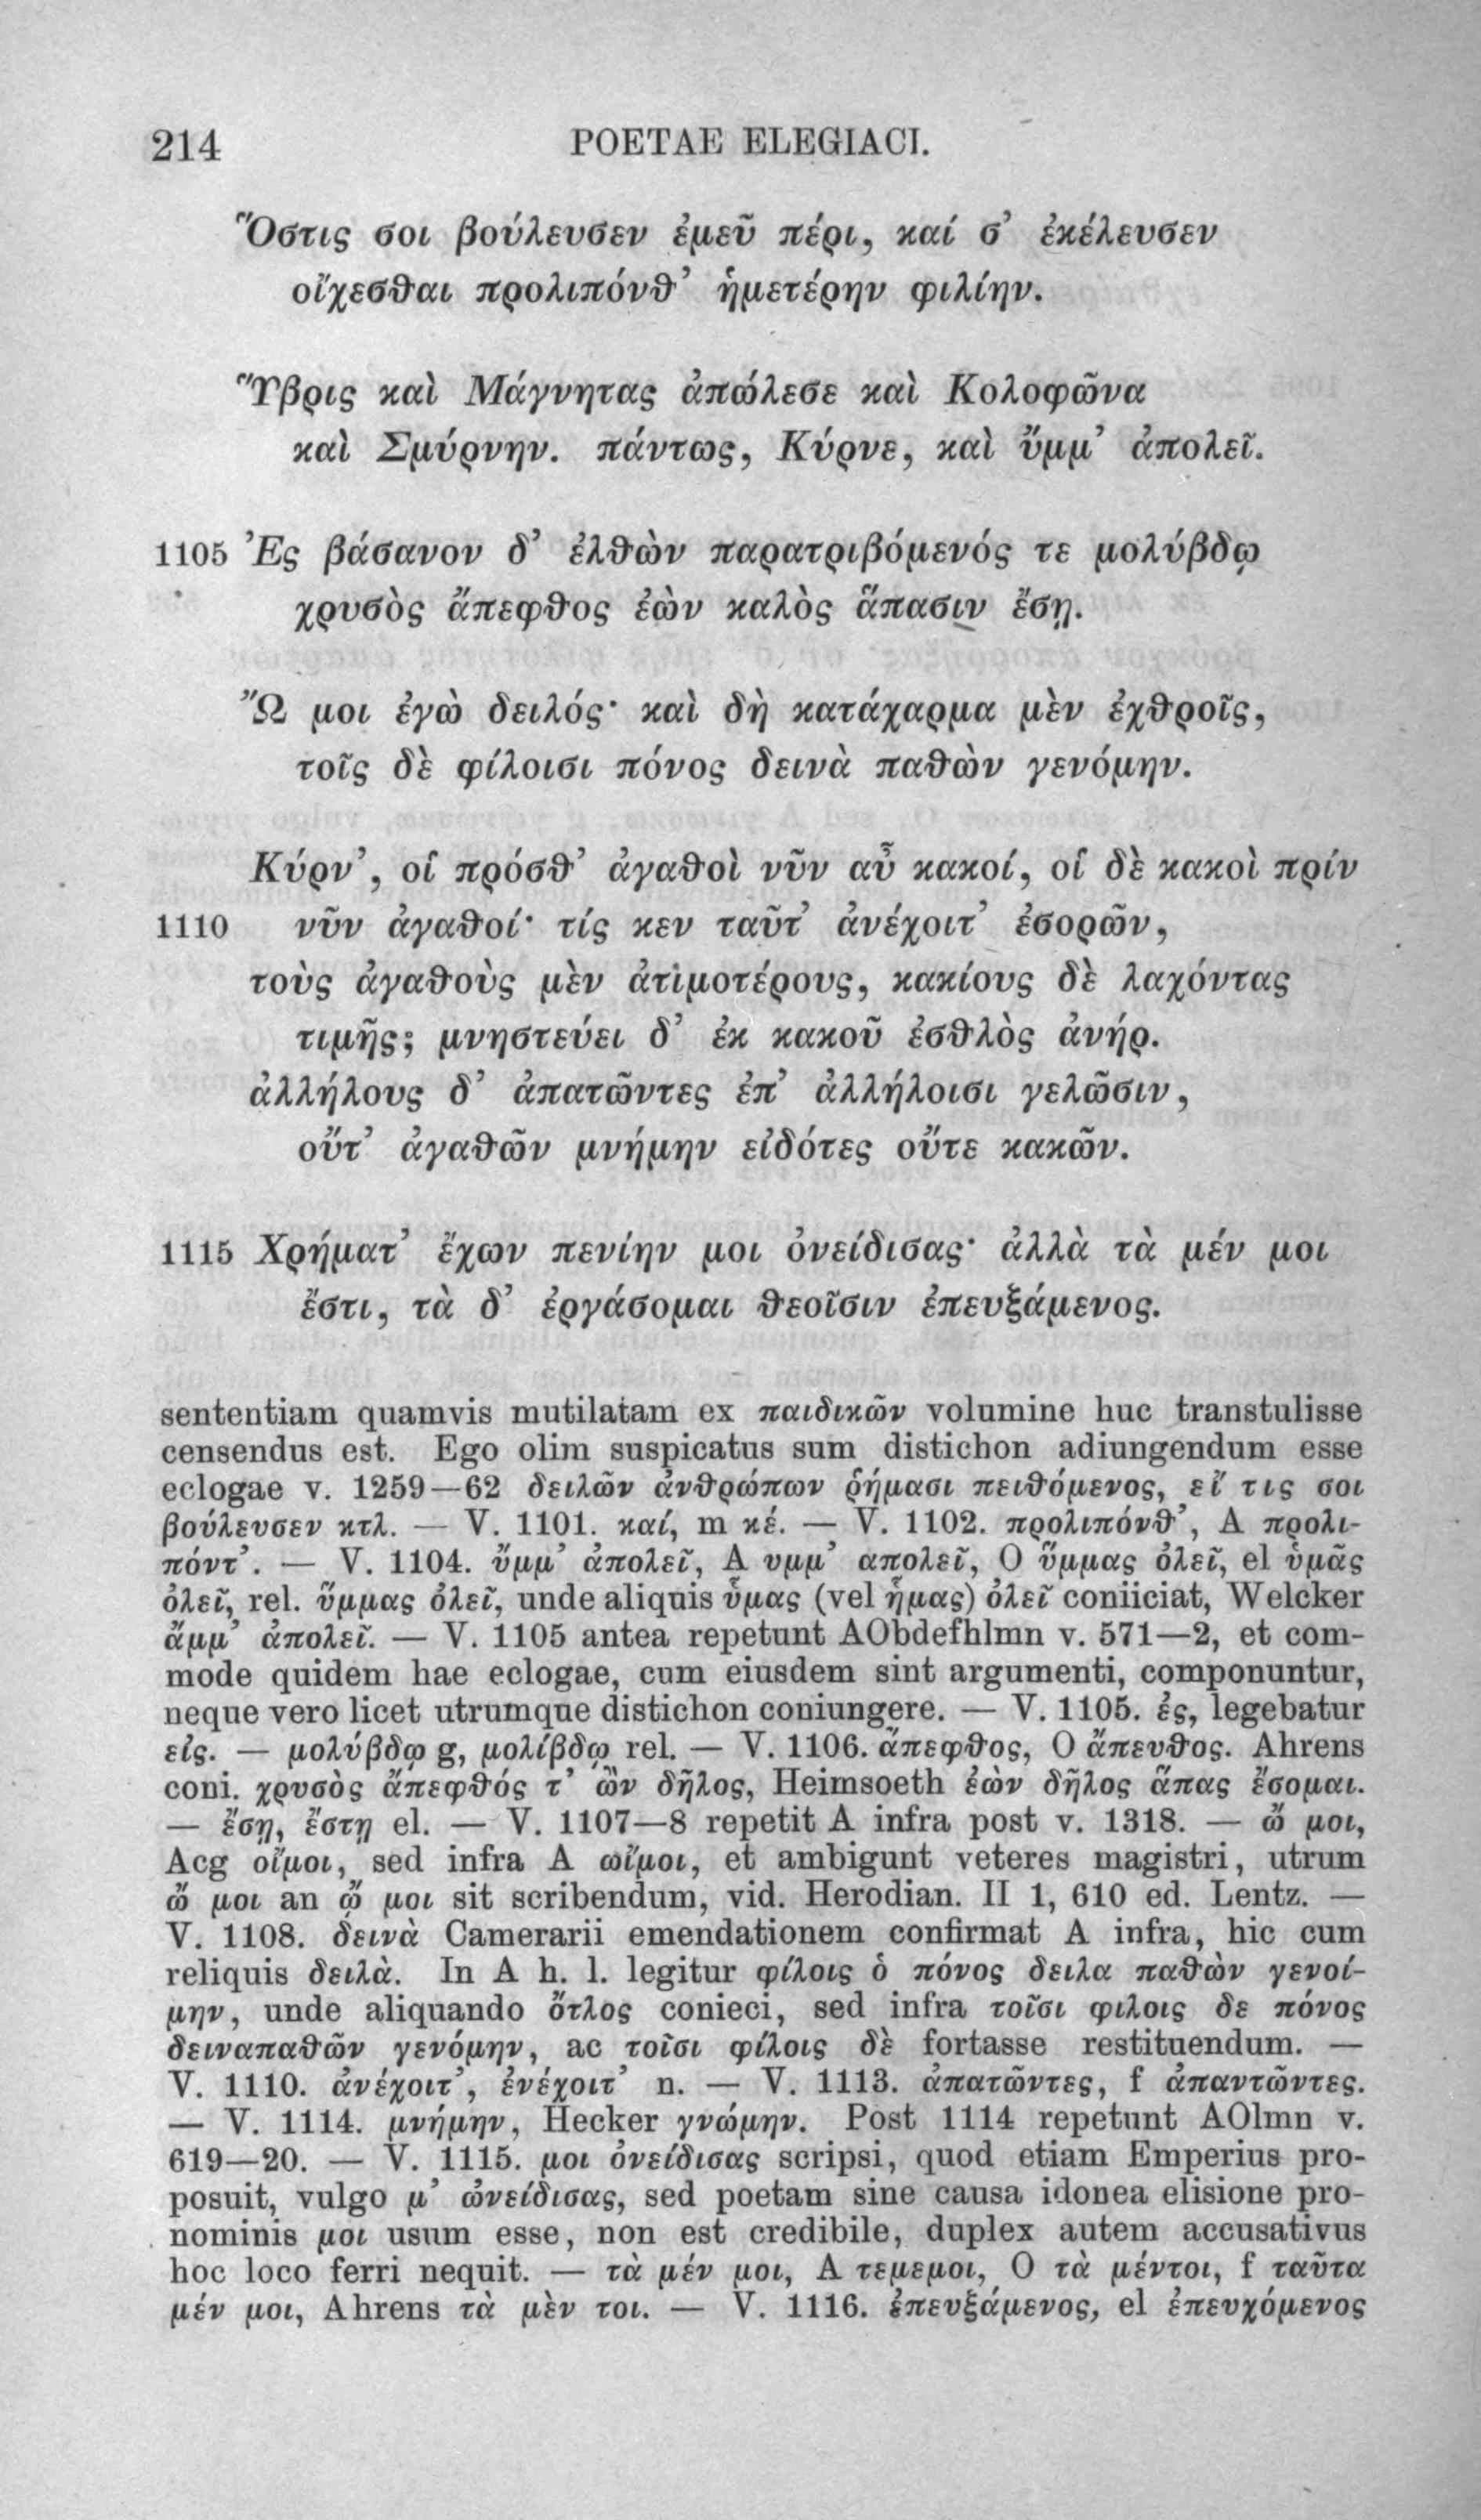 214 POETAE ELEGIACI.
Ὅστις σοι βούλευσεν ἐμεῦ πέρι, καί σ’ ἐκέλευσεν
οἴχεσθαι προλιπόνθ’ ἡμετέρην φιλίην.
Ὕβρις καὶ Μάγνητας ἀπώλεσε καὶ Κολοφῶνα
καὶ Σμύρνην. πάντως, Κύρνε, καὶ ὔμμ’ ἀπολεῖ.
1105 Ἐς βάσανον δ’ ἐλθὼν παρατριβόμενός τε μολύβδῳ
χρυσὸς ἄπεφθος ἐὼν καλὸς ἅπασιν ἔσῃ.
Ὤ μοι ἐγὼ δειλός· καὶ δὴ κατάχαρμα μὲν ἐχθροῖς,
τοῖς δὲ φίλοισι πόνος δεινὰ παθὼν γενόμην.
Κύρν’, οἱ πρόσθ’ ἀγαθοὶ νῦν αὖ κακοί, οἱ δὲ κακοὶ πρίν
1110 νῦν ἀγαθοί· τίς κεν ταῦτ’ ἀνέχοιτ’ ἐσορῶν,
τοὺς ἀγαθοὺς μὲν ἀτιμοτέρους, κακίους δὲ λαχόντας
τιμῆς; μνηστεύει δ’ ἐκ κακοῦ ἐσθλὸς ἀνήρ.
ἀλλήλους δ’ ἀπατῶντες ἐπ’ ἀλλήλοισι γελῶσιν,
οὔτ’ ἀγαθῶν μνήμην εἰδότες οὔτε κακῶν.
1115 Χρήματ’ ἔχων πενίην μοι ὀνείδισας· ἀλλὰ τὰ μέν μοι
ἔστι, τὰ δ’ ἐργάσομαι θεοῖσιν ἐπευξάμενος.
sententiam quamvis mutilatam ex παιδικῶν volumine huc transtulisse
censendus est. Ego olim suspicatus sum distichon adiungendum esse
eclogae v. 1259—62 δειλῶν ἀνθρώπων ῥήμασι πειθόμενος, εἴ τις σοι
βούλευσεν κτλ. — V. 1101. καί, m κέ. — V. 1102. προλιπόνθ’, A προλι-
πόντ’. — V. 1104. ὔμμ’ ἀπολεῖ, A υμμ’ απολεῖ, O ὔμμας ὀλεῖ, el ὑμᾶς
ὀλεῖ, rel. ὔμμας ὀλεῖ, unde aliquis ὗμας (vel ἧμας) ὀλεῖ coniiciat, Welcker
ἄμμ’ ἀπολεῖ. — V. 1105 antea repetunt AObdefhlmn v. 571—2, et com-
mode quidem hae eclogae, cum eiusdem sint argumenti, componuntur,
neque vero licet utrumque distichon coniungere. — V. 1105. ἐς, legebatur
εἰς. — μολύβδῳ g, μολίβδῳ rel. — V. 1106. ἄπεφθος, O ἄπευθος. Ahrens
coni. χρυσὸς ἄπεφθός τ’ ὢν δῆλος, Heimsoeth ἐὼν δῆλος ἅπας ἔσομαι.
— ἔσῃ, ἔστῃ el. — V. 1107—8 repetit A infra post v. 1318. — ὤ μοι,
Acg οἴμοι, sed infra A ωἴμοι, et ambigunt veteres magistri, utrum
ὤ μοι an ᾤ μοι sit scribendum, vid. Herodian. II 1, 610 ed. Lentz. —
V. 1108. δεινὰ Camerarii emendationem confirmat A infra, hic cum
reliquis δειλὰ. In A h. l. legitur φίλοις ὁ πόνος δειλα παθὼν γενοί-
μην, unde aliquando ὄτλος conieci, sed infra τοῖσι φιλοις δε πόνος
δειναπαθῶν γενόμην, ac τοῖσι φίλοις δὲ fortasse restituendum. —
V. 1110. ἀνέχοιτ’, ἐνέχοιτ’ n. — V. 1113. ἀπατῶντες, f ἀπαντῶντες.
— V. 1114. μνήμην, Hecker γνώμην. Post 1114 repetunt AOlmn v.
619—20. — V. 1115. μοι ὀνείδισας scripsi, quod etiam Emperius pro-
posuit, vulgo μ’ ὠνείδισας, sed poetam sine causa idonea elisione pro-
nominis μοι usum esse, non est credibile, duplex autem accusativus
hoc loco ferri nequit. — τὰ μέν μοι, A τεμεμοι, O τὰ μέντοι, f ταῦτα
μέν μοι, Ahrens τὰ μὲν τοι. — V. 1116. ἐπευξάμενος, el ἐπευχόμενος